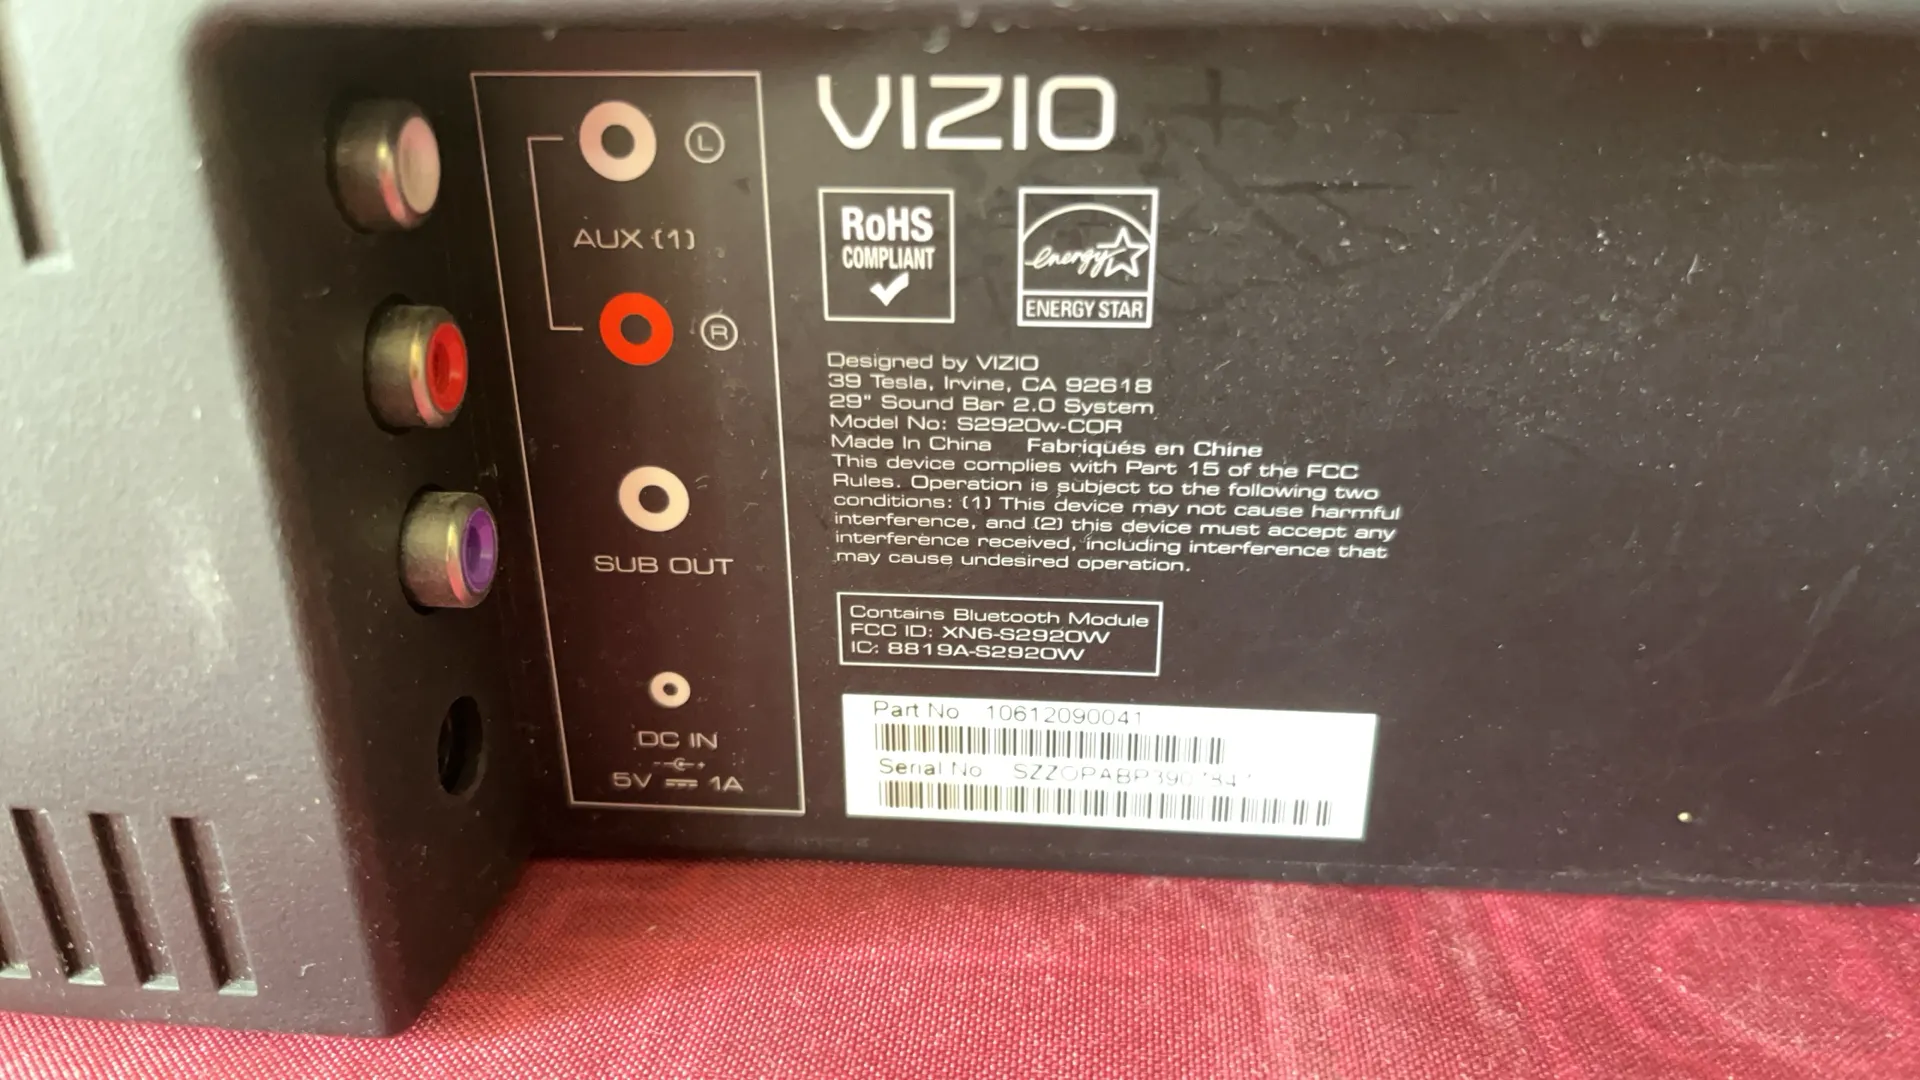 L
AUX (1)
R
SUB OUT
DC IN
5V 1A
VIZIO
RoHS
COMPLIANT
energy
ENERGY STAR
Designed by VIZIO
39 Tesla, Irvine, CA 92618
29" Sound Bar 2.0 System
Model No: S2920w-COR
Made In China Fabriqués en Chine
This device complies with Part 15 of the FCC
Rules. Operation is subject to the following two
conditions: (1) This device may not cause harmful
interference, and (2) this device must accept any
interference received, including interference that
may cause undesired operation.
Contains Bluetooth Module
FCC ID: XN6-S2920W
IC: 8819A-S2920W
Part No 10612090041
Serial No